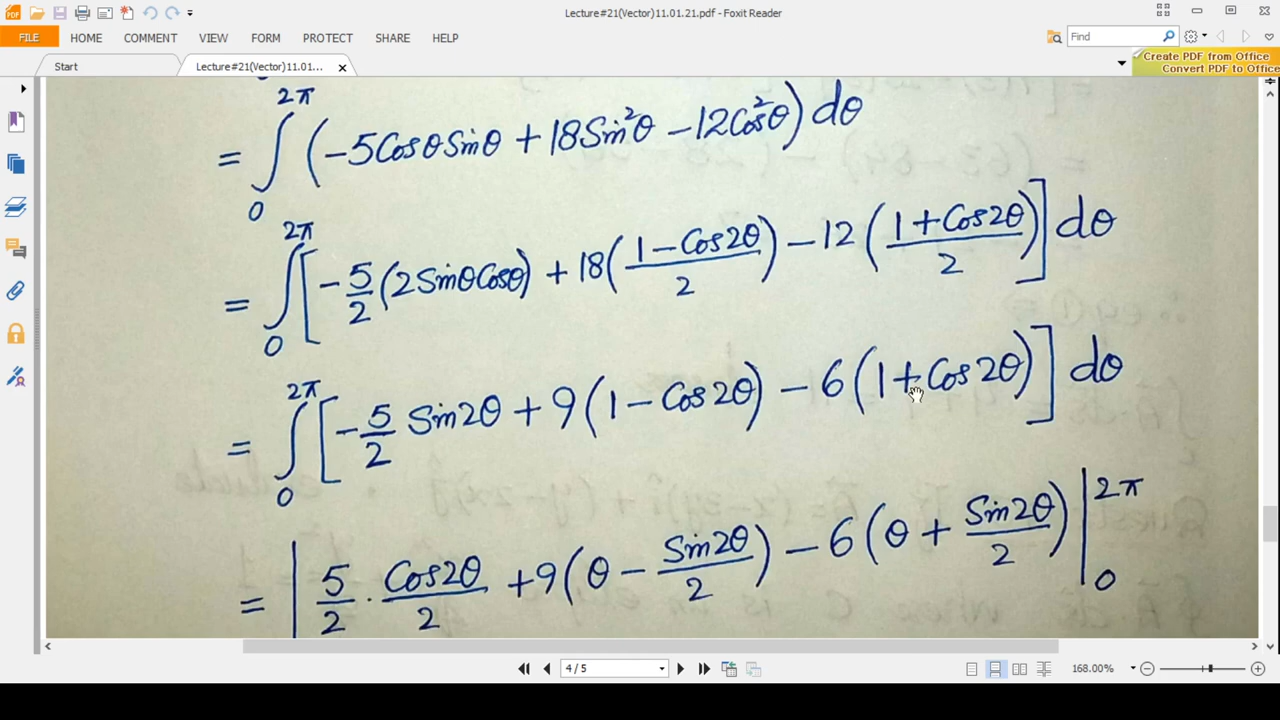 Lecture#21(Vector)11.01.21.pdf - Foxit Reader
FILE HOME COMMENT VIEW FORM PROTECT SHARE HELP Find
Start Lecture#21(Vector)11.01... Create PDF from Office
Convert PDF to Office
= ∫₀^2π (-5CosθSinθ + 18Sin²θ - 12Cos²θ) dθ
= ∫₀^2π [-5/2 (2SinθCosθ) + 18((1-Cos2θ)/2) - 12((1+Cos2θ)/2)] dθ
= ∫₀^2π [-5/2 Sin2θ + 9(1-Cos2θ) - 6(1+Cos2θ)] dθ
= | 5/2 · Cos2θ/2 + 9(θ - Sin2θ/2) - 6(θ + Sin2θ/2) |₀^2π
4 / 5 168.00%